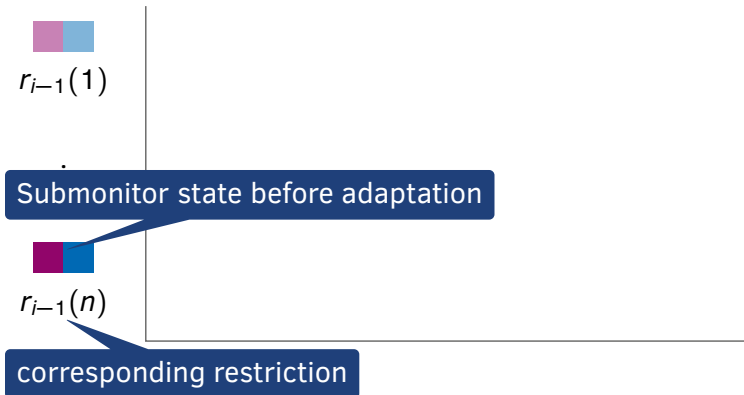 r_{i−1}(1)
Submonitor state before adaptation
r_{i−1}(n)
corresponding restriction